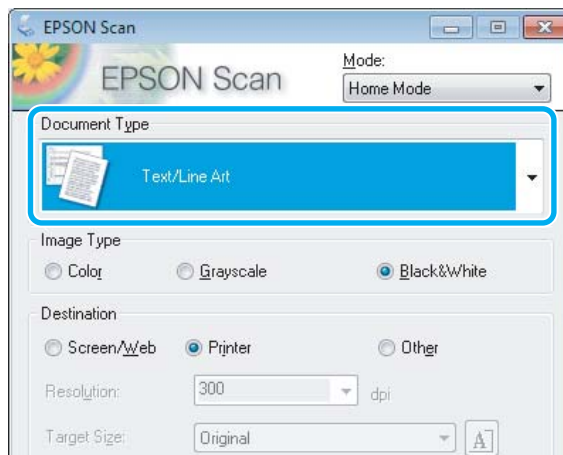 EPSON Scan
EPSON Scan
Mode:
Home Mode
Document Type
Text/Line Art
Image Type
Color Grayscale Black&White
Destination
Screen/Web Printer Other
Resolution: 300 dpi
Target Size: Original A